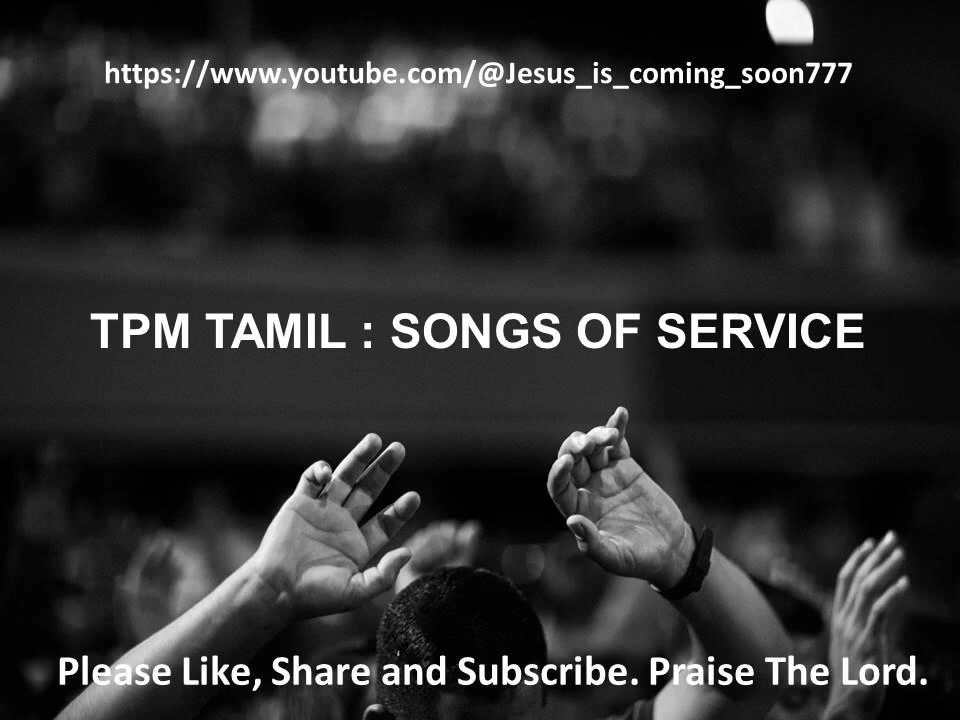 https://www.youtube.com/@Jesus_is_coming_soon777
TPM TAMIL : SONGS OF SERVICE
Please Like, Share and Subscribe. Praise The Lord.